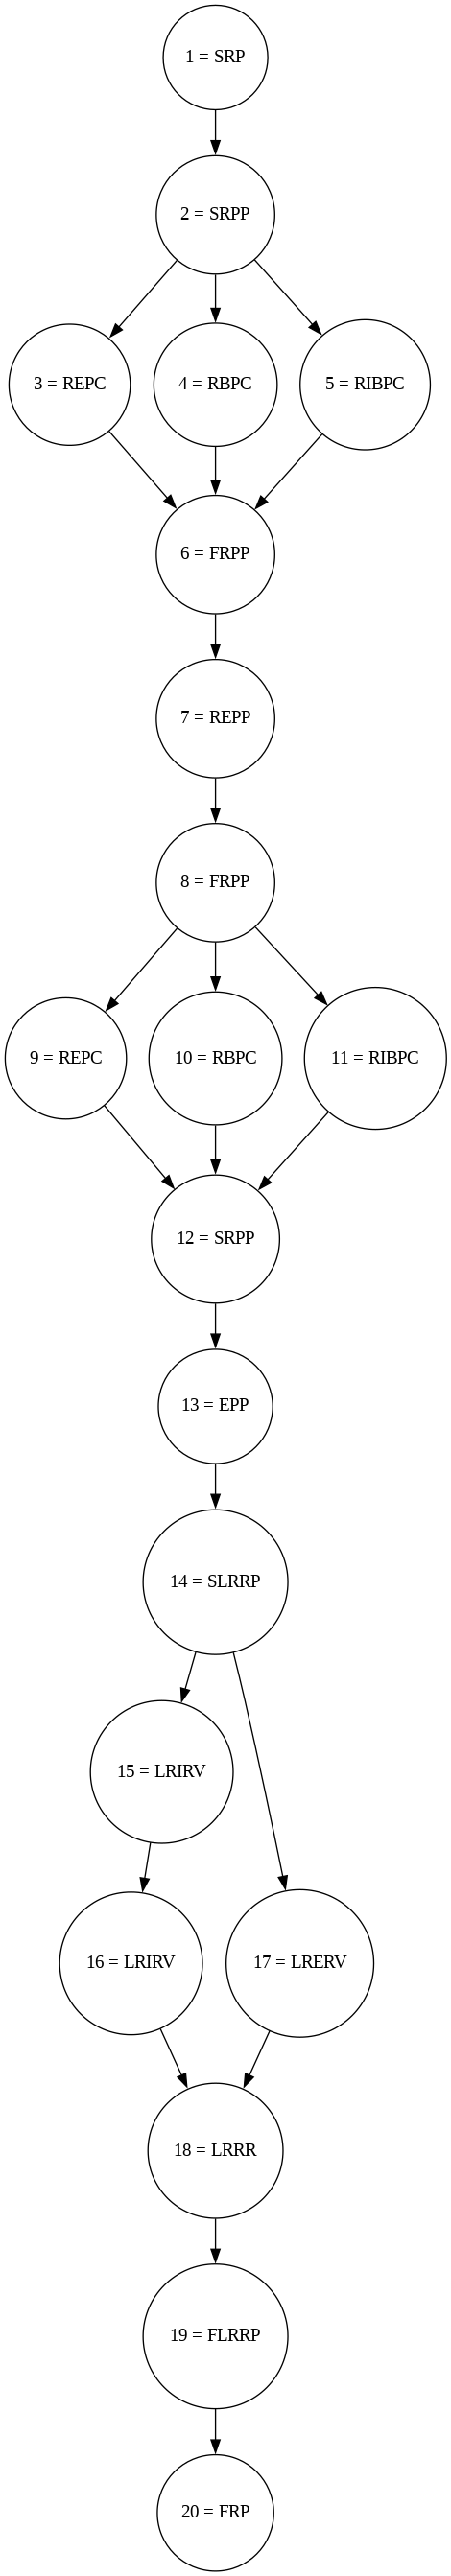 1 = SRP
2 = SRPP
3 = REPC
4 = RBPC
5 = RIBPC
6 = FRPP
7 = REPP
8 = FRPP
9 = REPC
10 = RBPC
11 = RIBPC
12 = SRPP
13 = EPP
14 = SLRRP
15 = LRIRV
16 = LRIRV
17 = LRERV
18 = LRRR
19 = FLRRP
20 = FRP